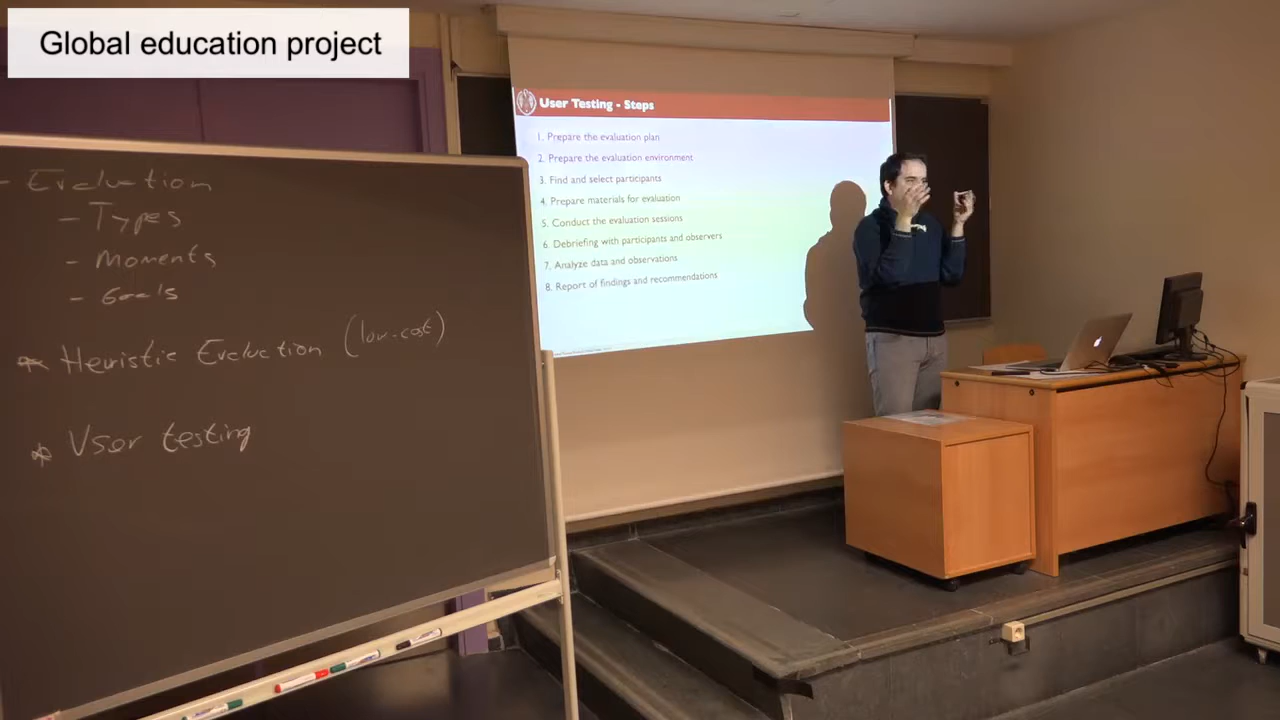 Global education project
User Testing - Steps
1. Prepare the evaluation plan
2. Prepare the evaluation environment
3. Find and select participants
4. Prepare materials for evaluation
5. Conduct the evaluation sessions
6. Debriefing with participants and observers
7. Analyze data and observations
8. Report of findings and recommendations
- Evaluation
- Types
- Moments
- Goals
* Heuristic Evaluation (low-cost)
* User testing